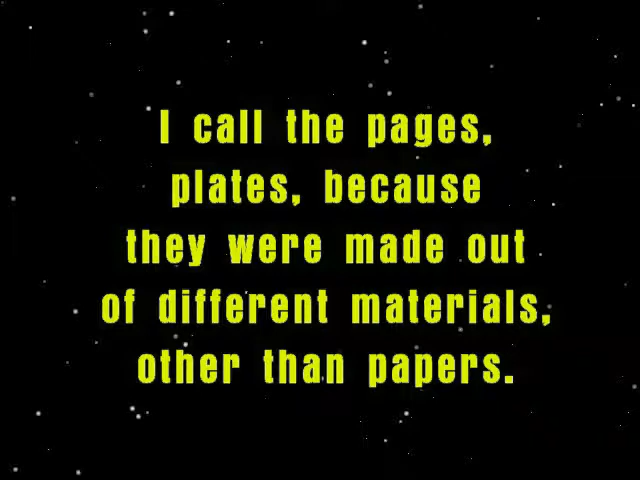 I call the pages,
plates, because
they were made out
of different materials,
other than papers.